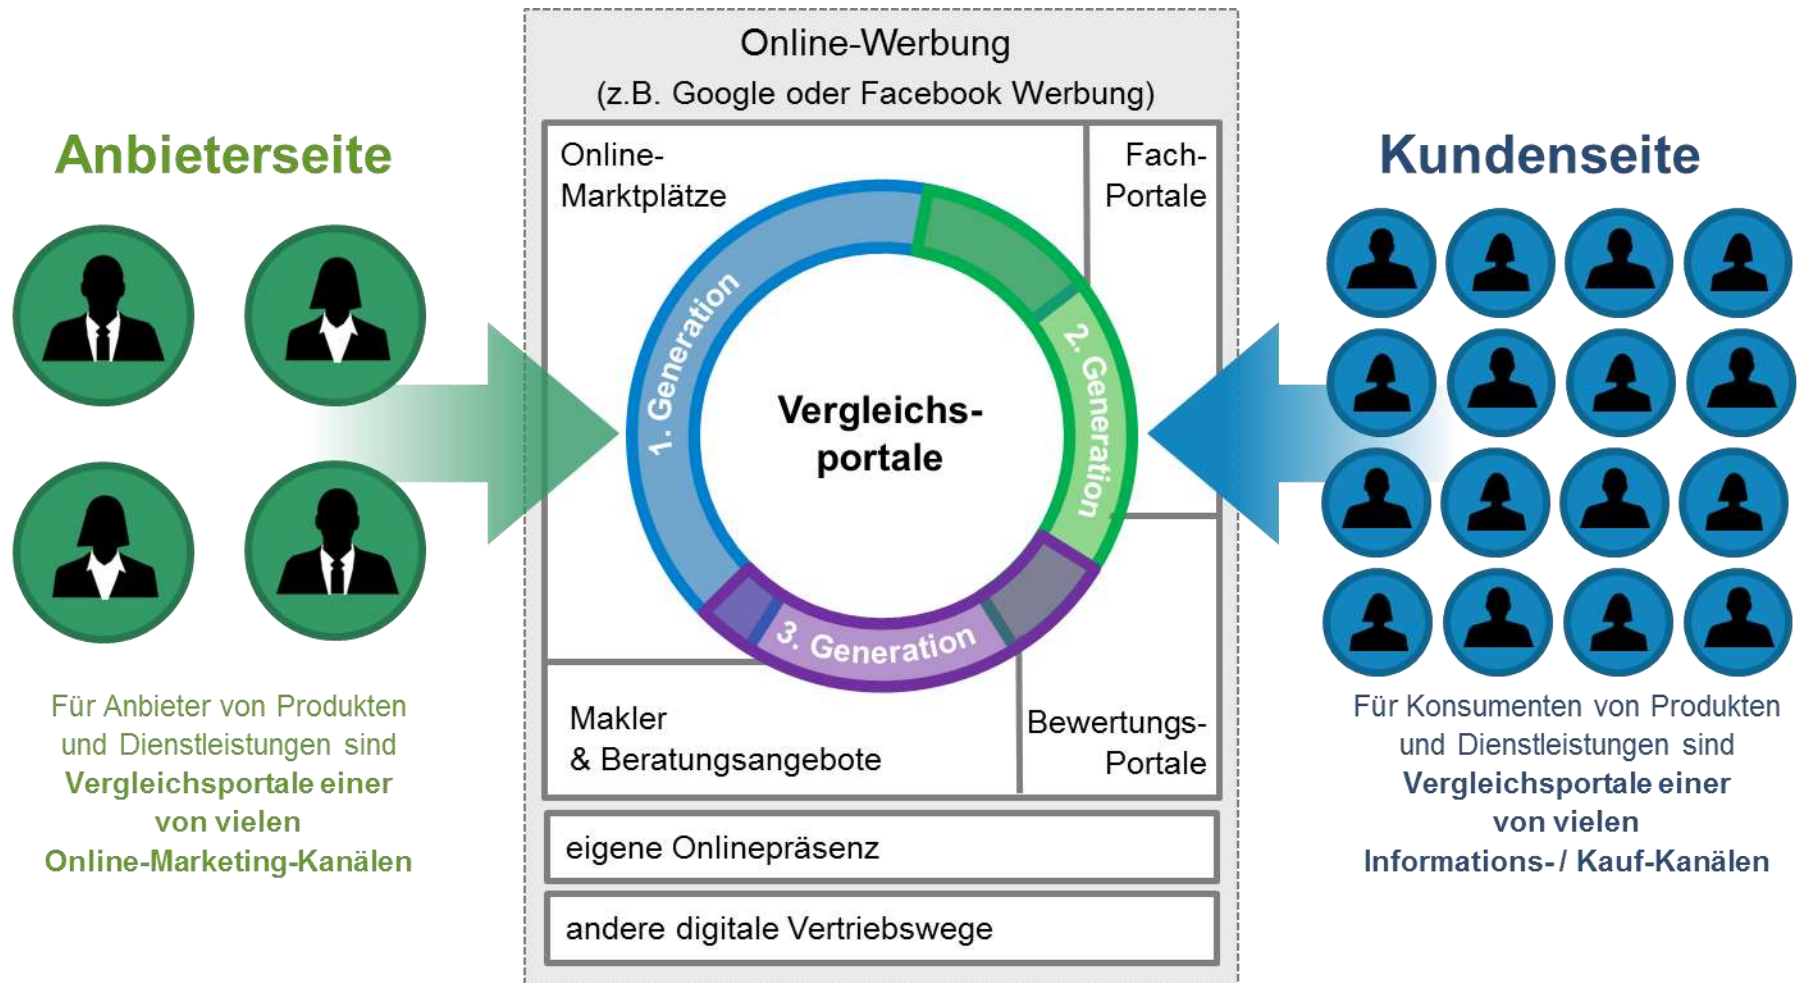 Online-Werbung
(z.B. Google oder Facebook Werbung)
Anbieterseite
Für Anbieter von Produkten
und Dienstleistungen sind
Vergleichsportale einer
von vielen
Online-Marketing-Kanälen
Online-
Marktplätze
Fach-
Portale
1. Generation
2. Generation
3. Generation
Vergleichs-
portale
Makler
& Beratungsangebote
Bewertungs-
Portale
eigene Onlinepräsenz
andere digitale Vertriebswege
Kundenseite
Für Konsumenten von Produkten
und Dienstleistungen sind
Vergleichsportale einer
von vielen
Informations- / Kauf-Kanälen